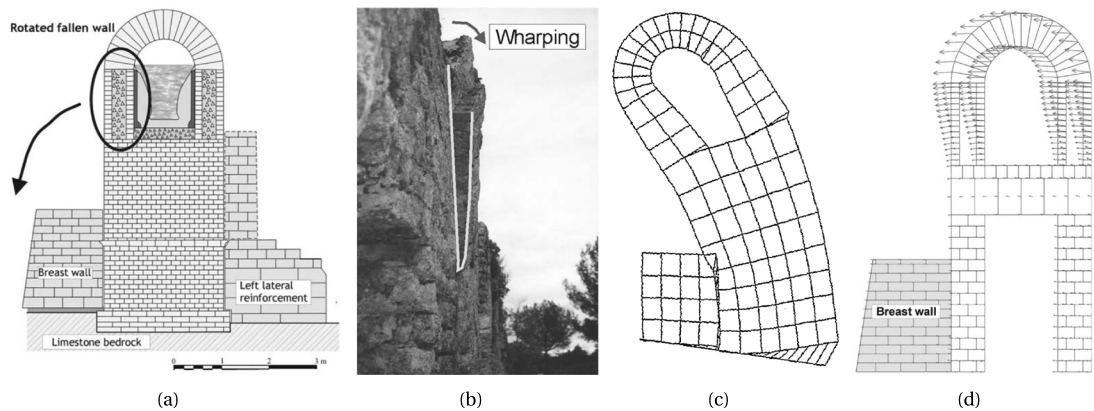 Rotated fallen wall
Breast wall
Left lateral
reinforcement
Limestone bedrock
0 1 2 3 m
Wharping
Breast wall
(a) (b) (c) (d)